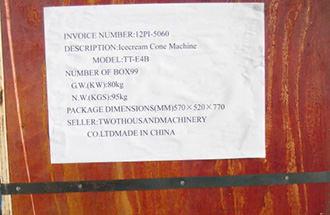 INVOICE NUMBER:12PI-5060
DESCRIPTION:Icecream Cone Machine
MODEL:TT-E4B
NUMBER OF BOX99
G.W.(KW):80kg
N.W.(KGS):95kg
PACKAGE DIMENSIONS(MM)570×520×770
SELLER:TWOTHOUSANDMACHINERY
CO.LTDMADE IN CHINA